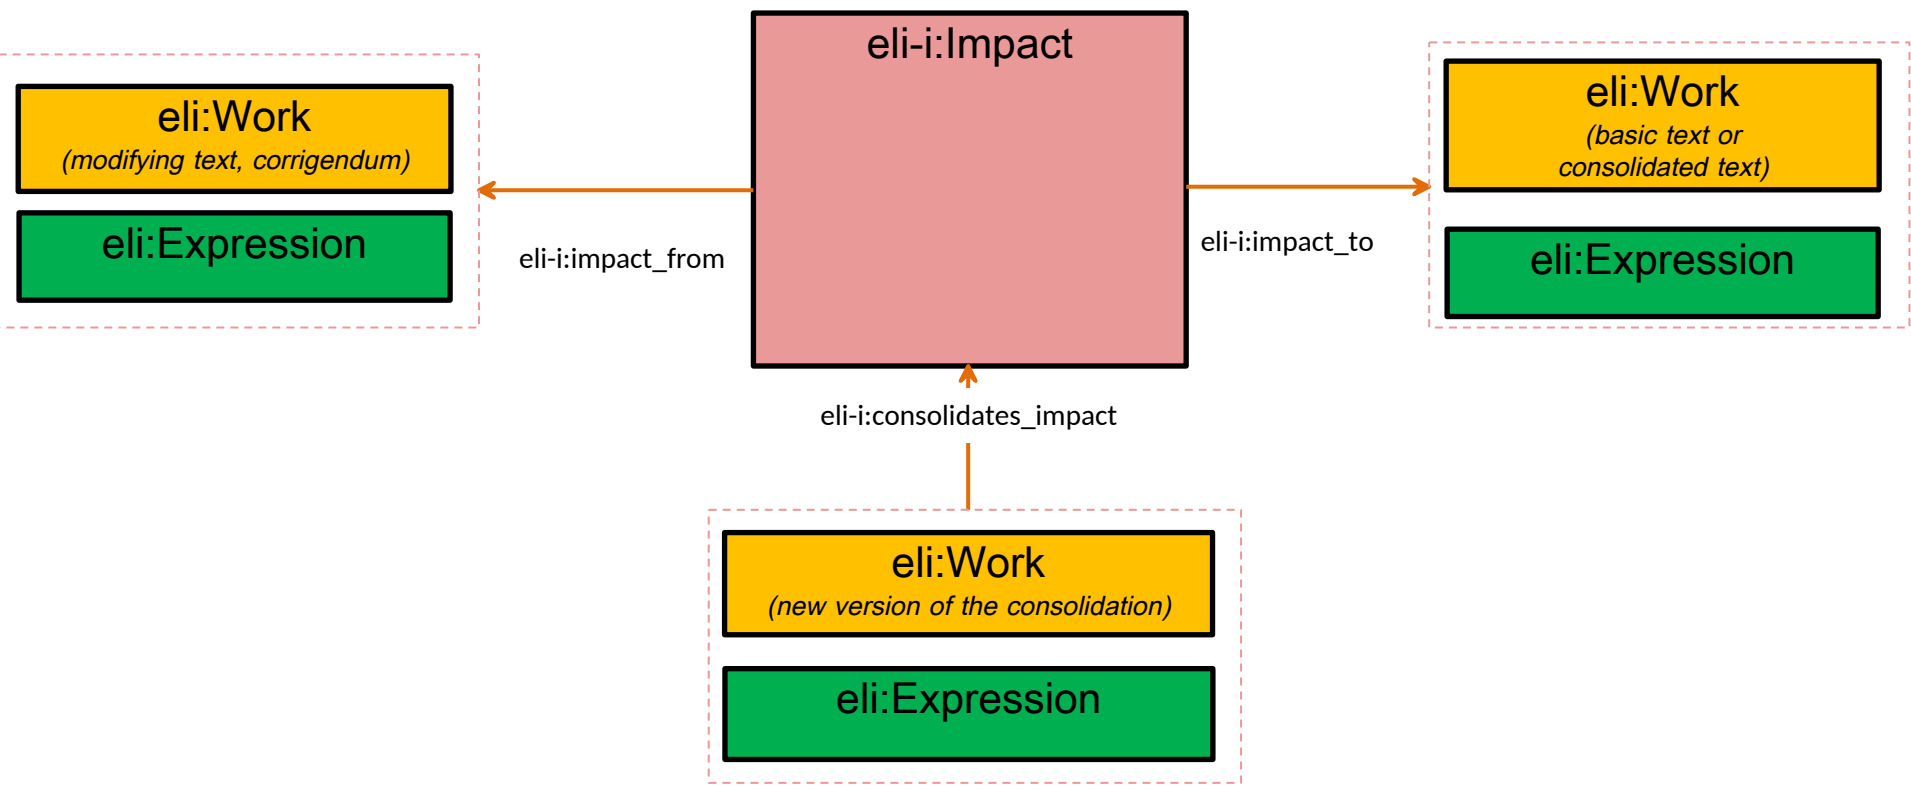 eli-i:Impact
eli:Work
(modifying text, corrigendum)
eli:Expression
eli-i:impact_from
eli-i:impact_to
eli:Work
(basic text or
consolidated text)
eli:Expression
eli-i:consolidates_impact
eli:Work
(new version of the consolidation)
eli:Expression